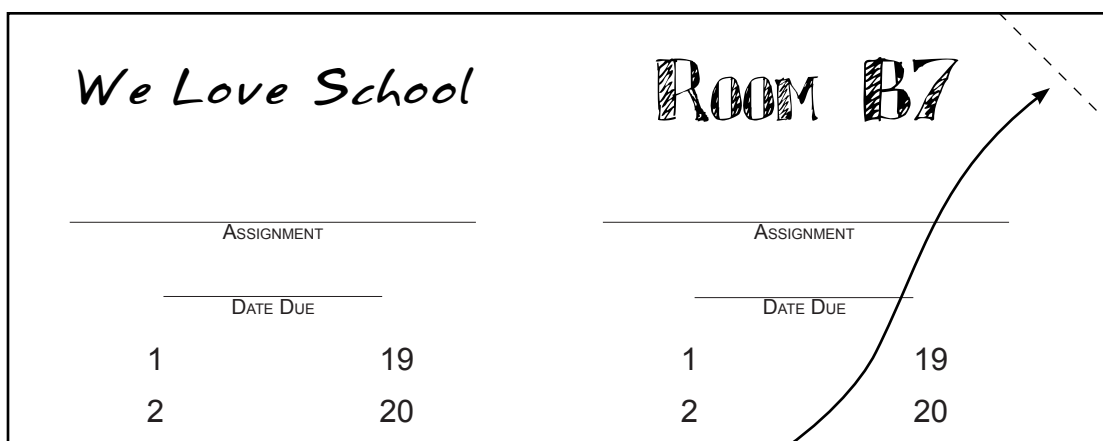 We Love School
Room B7
Assignment
Assignment
Date Due
Date Due
1 19
1 19
2 20
2 20